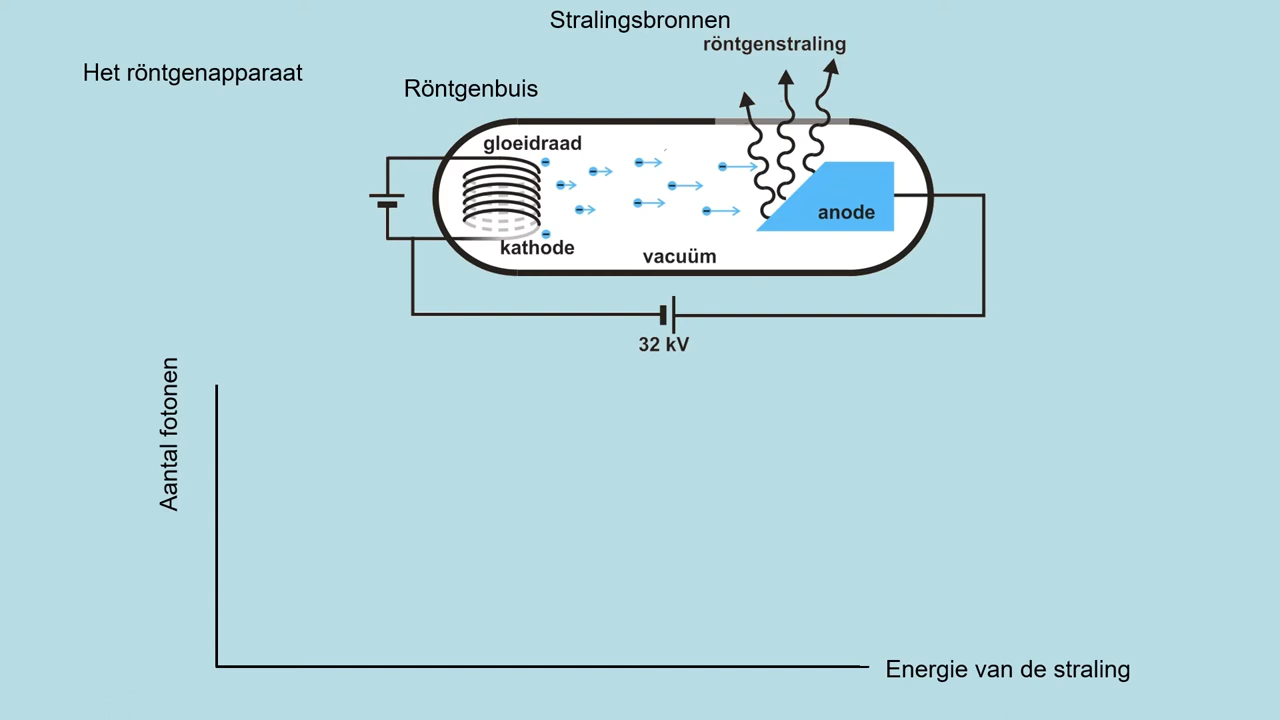 Stralingsbronnen
röntgenstraling
Het röntgenapparaat
Röntgenbuis
gloeidraad
anode
kathode
vacuüm
32 kV
Aantal fotonen
Energie van de straling